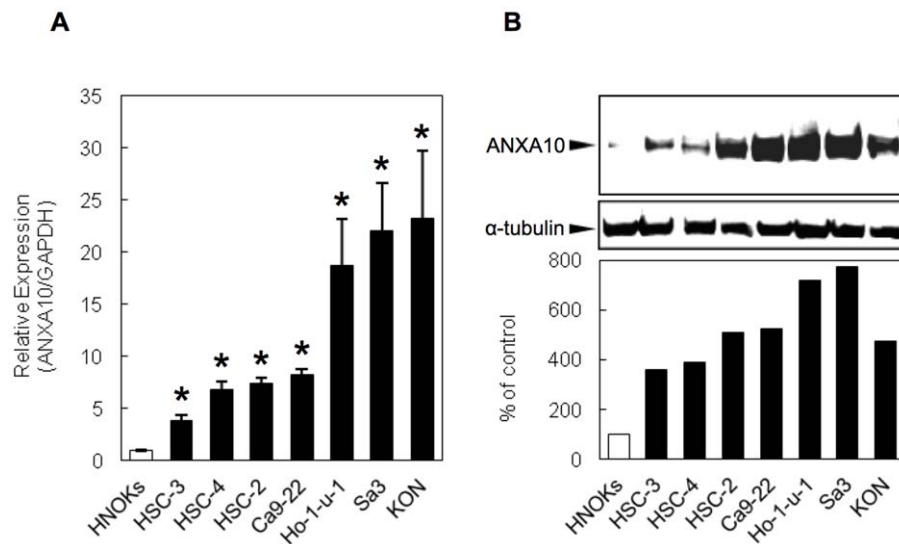 A
35
30
25
20
15
10
5
0
Relative Expression
(ANXA10/GAPDH)
*
*
*
*
*
*
*
HNOKs
HSC-3
HSC-4
HSC-2
Ca9-22
Ho-1-u-1
Sa3
KON
B
ANXA10
α-tubulin
800
600
400
200
0
% of control
HNOKs
HSC-3
HSC-4
HSC-2
Ca9-22
Ho-1-u-1
Sa3
KON